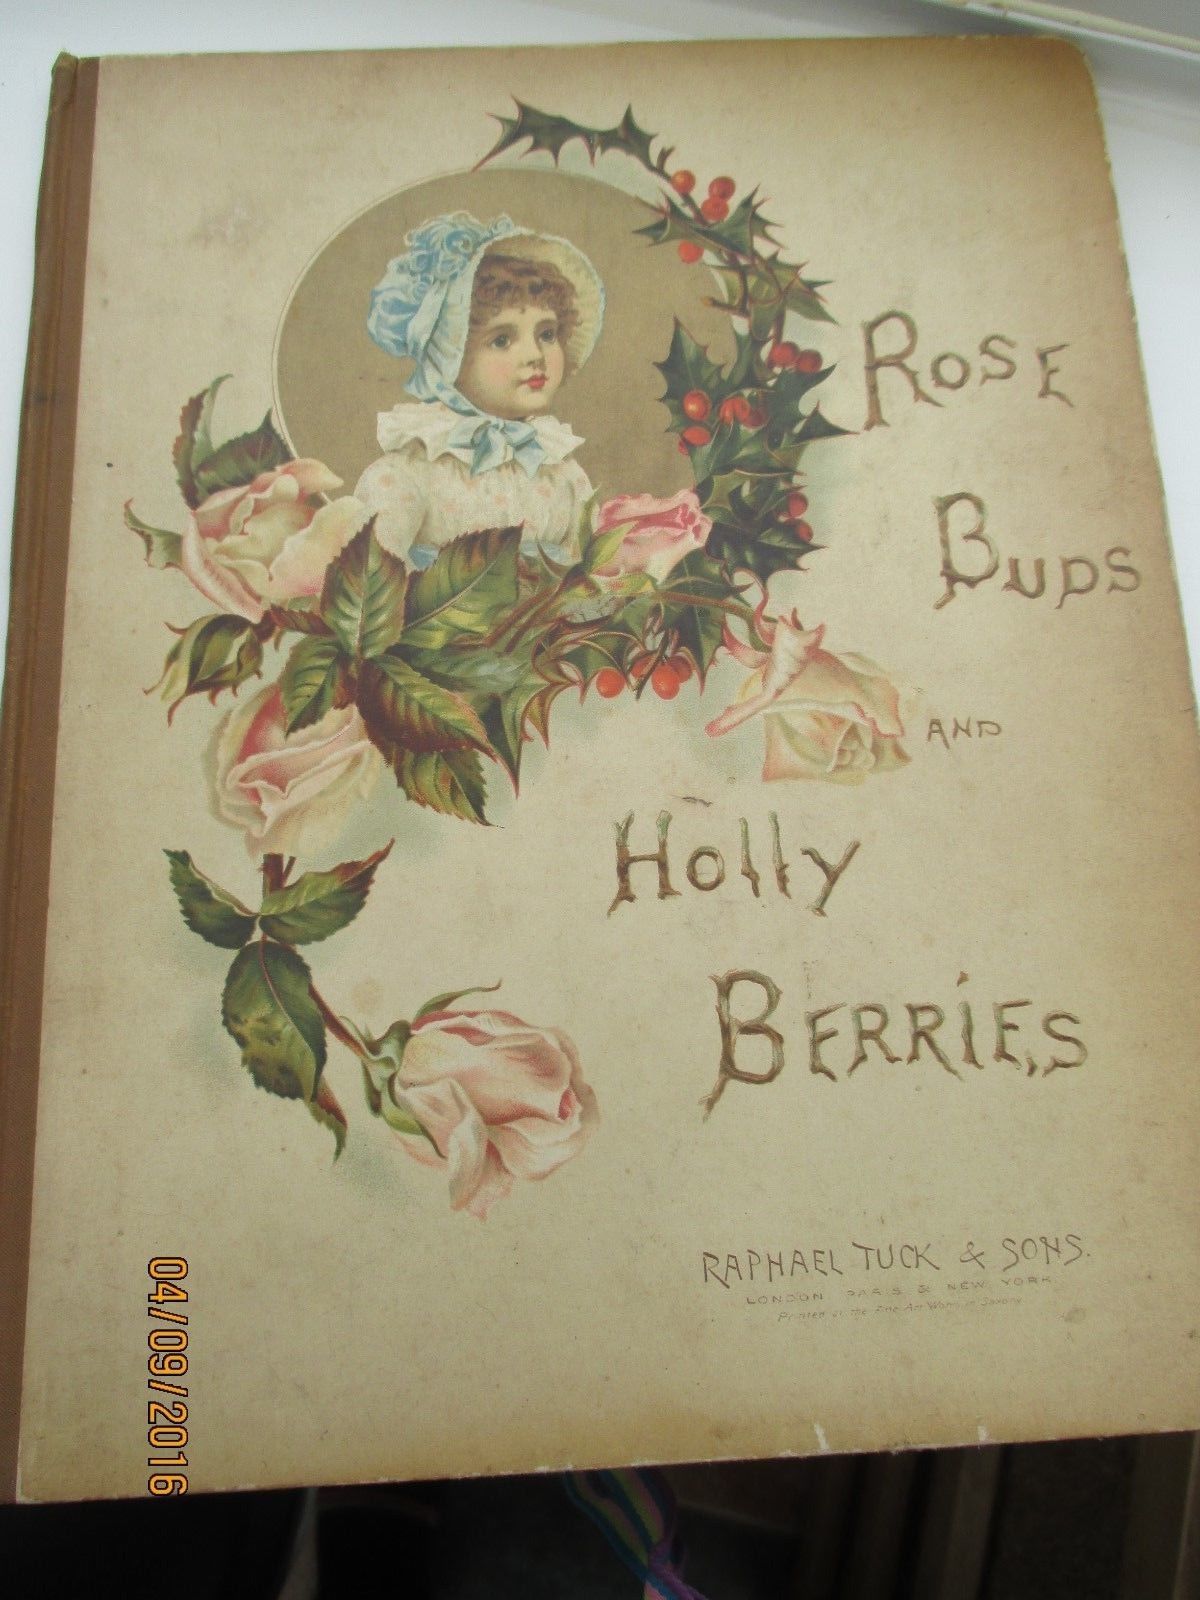 Rose
Buds
AND
Holly
BERRiES
RAPHAEL TUCK & SONS.
LONDON PARIS & NEW YORK
Printed at the Fine Art Works in Saxony
04/09/2016